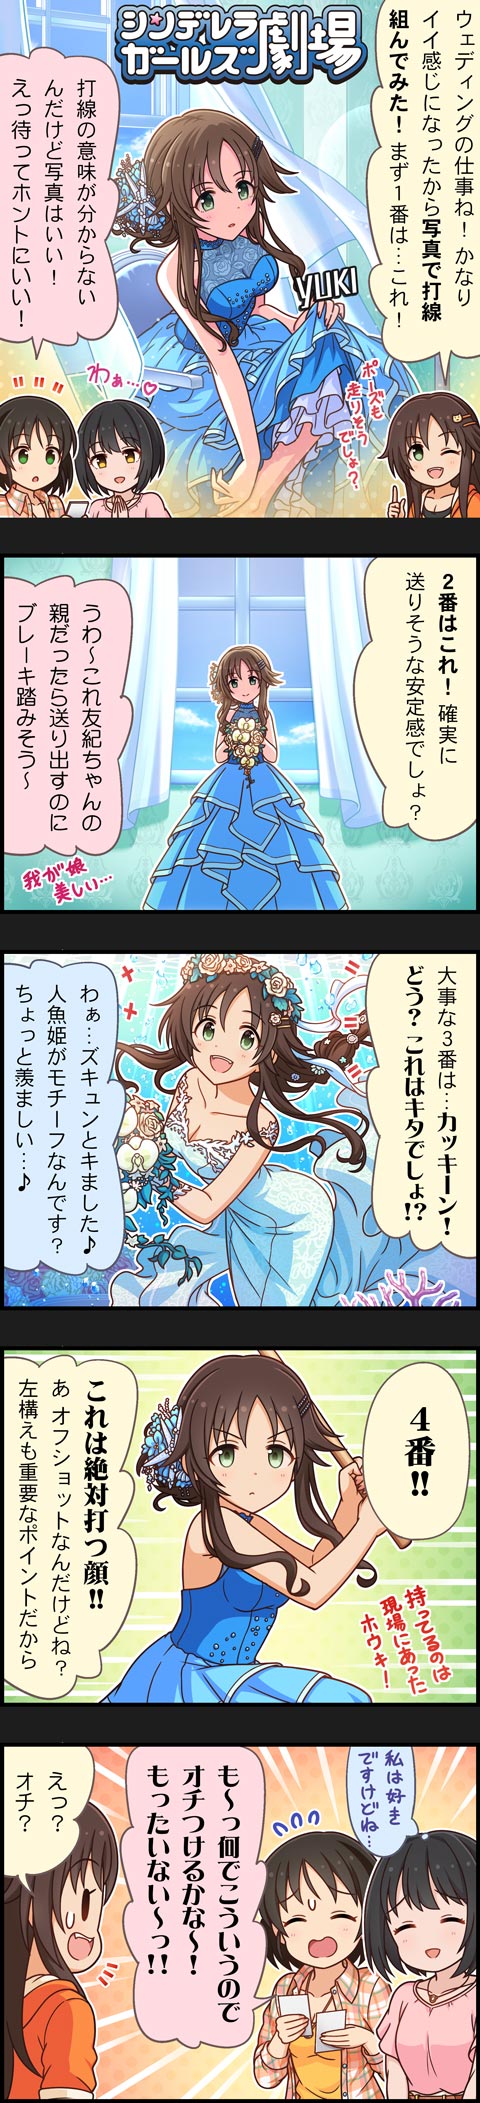 シンデレラ
ガールズ劇場
ウェディングの仕事ね！かなり
イイ感じになったから写真で打線
組んでみた！まず1番は…これ！
打線の意味が分からない
んだけど写真はいい！
えっ待ってホントにいい！
YUKI
わぁ…♡
ポーズも
走りそう
でしょ？
2番はこれ！確実に
送りそうな安定感でしょ？
うわ〜これ友紀ちゃんの
親だったら送り出すのに
ブレーキ踏みそう〜
我が娘
美しい…
大事な3番は…カッキーン！
どう？これはキタでしょ!?
わぁ…ズキュンとキました♪
人魚姫がモチーフなんです？
ちょっと羨ましい…♪
4番!!
これは絶対打つ顔!!
あ オフショットなんだけどね？
左構えも重要なポイントだから
持ってるのは
現場にあった
ホウキ！
私は好き
ですけどね…
も〜っ何でこういうので
オチつけるかな〜！
もったいない〜っ!!
えっ？
オチ？